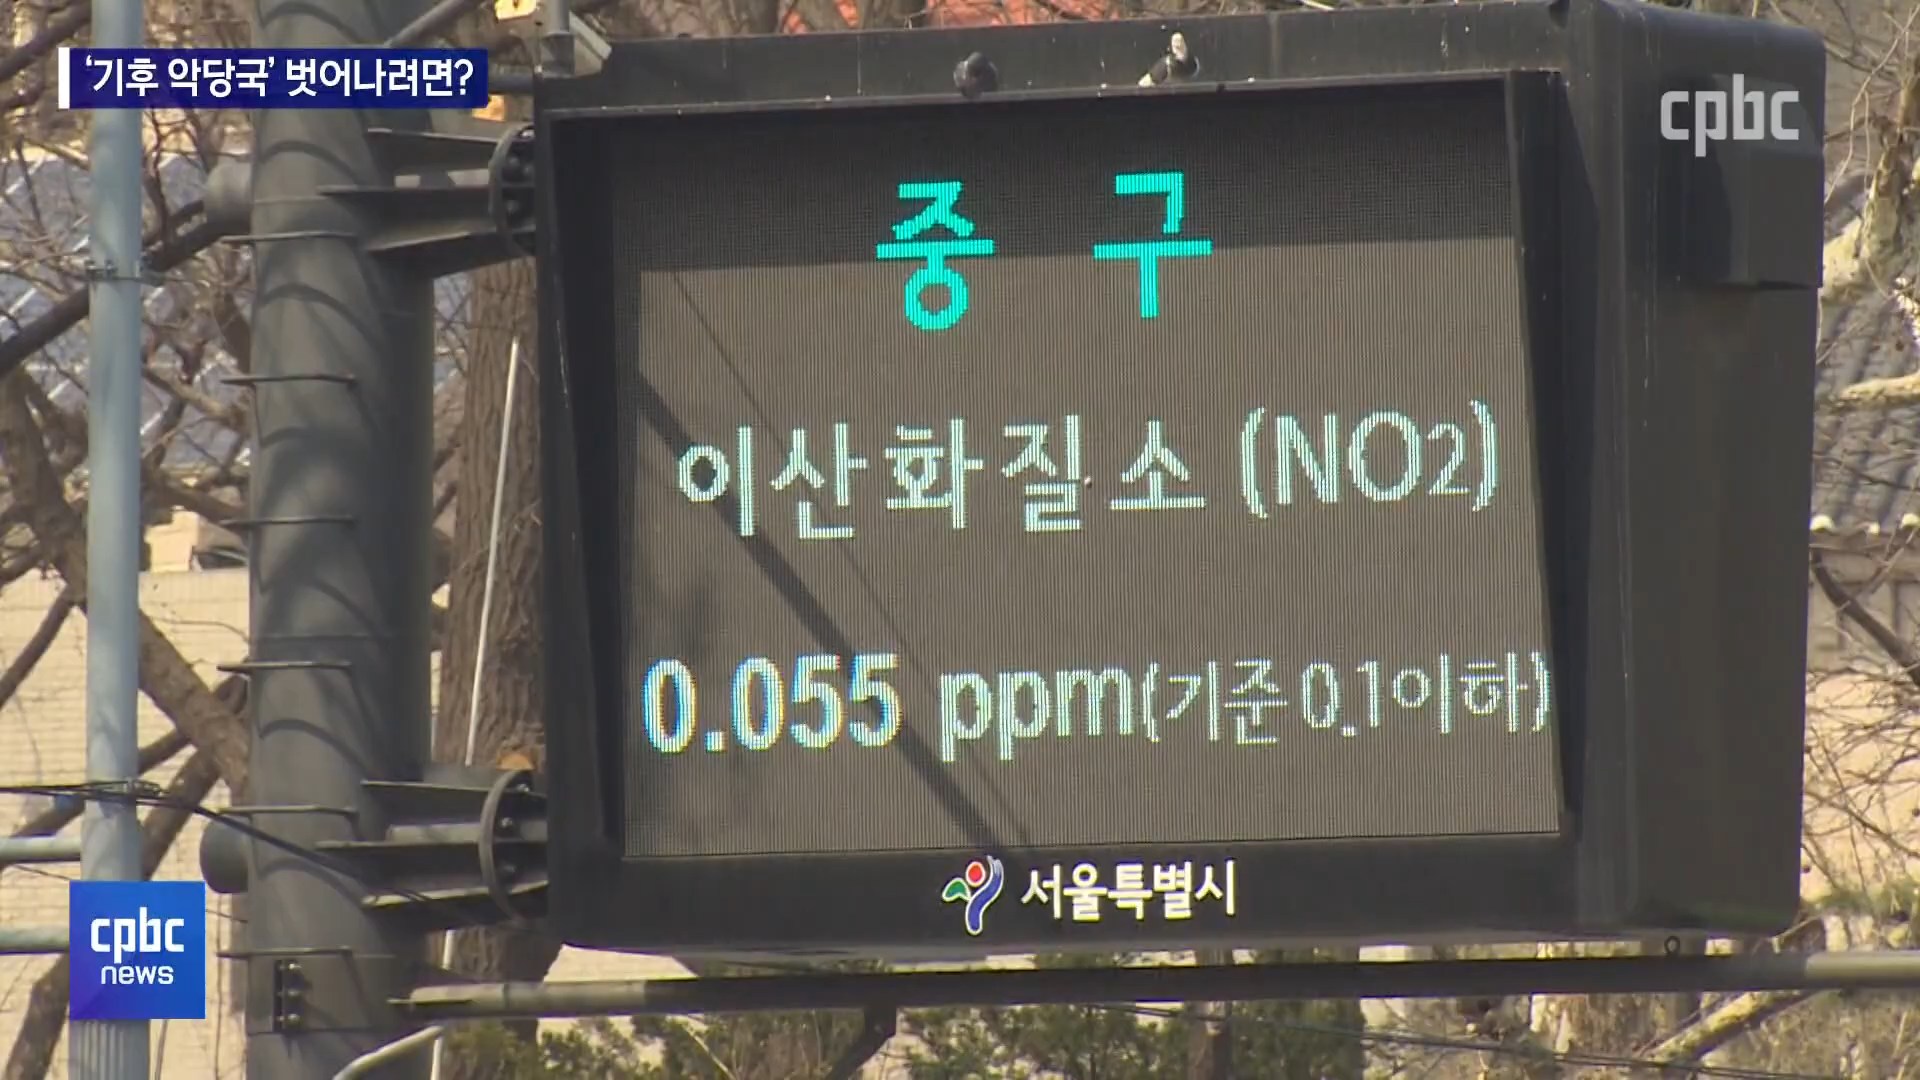 ‘기후 악당국’ 벗어나려면?
cpbc
중 구
이산화질소 (NO2)
0.055 ppm(기준 0.1이하)
서울특별시
cpbc
news